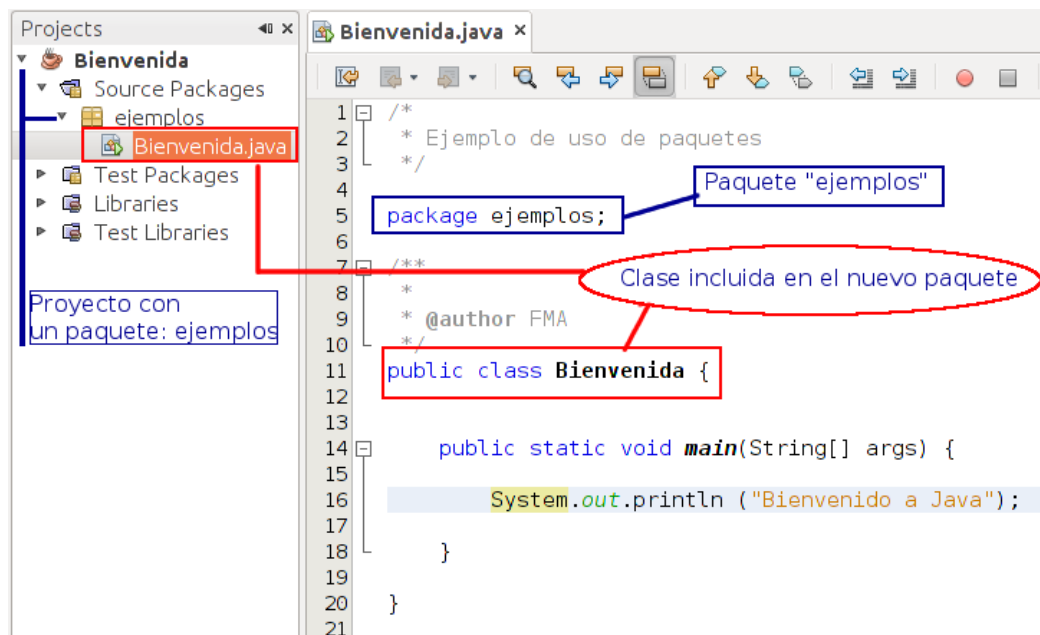 Projects
Bienvenida
Source Packages
ejemplos
Bienvenida.java
Test Packages
Libraries
Test Libraries
Proyecto con
un paquete: ejemplos
Bienvenida.java ×
1 /*
2  * Ejemplo de uso de paquetes
3  */
4
Paquete "ejemplos"
5 package ejemplos;
6
7 /**
Clase incluida en el nuevo paquete
8  *
9  * @author FMA
10  */
11 public class Bienvenida {
12
13
14     public static void main(String[] args) {
15
16         System.out.println ("Bienvenido a Java");
17
18     }
19
20 }
21